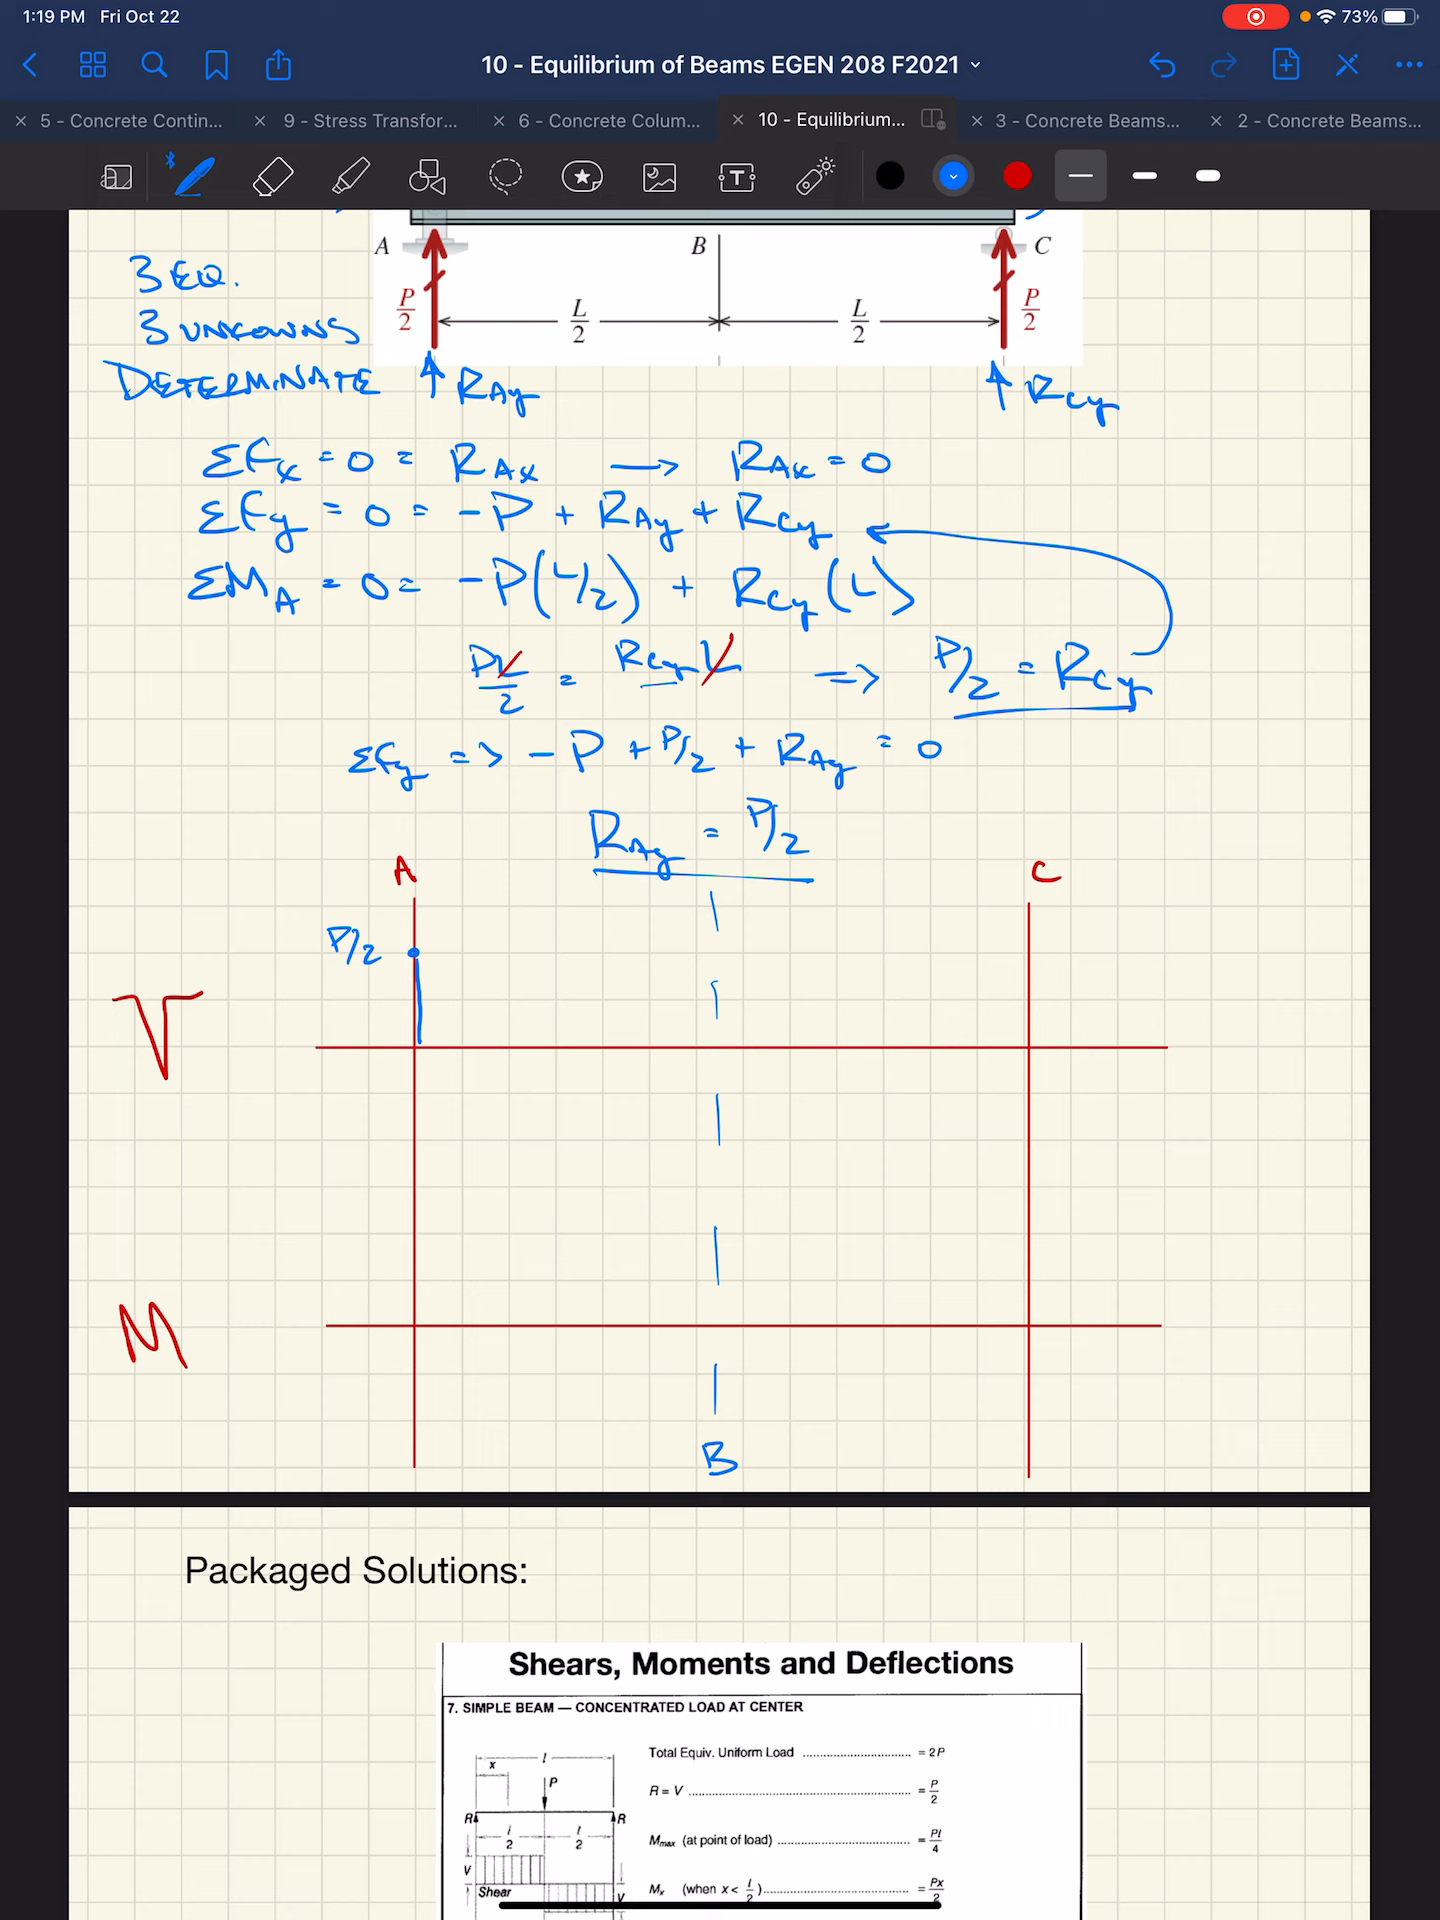 1:19 PM Fri Oct 22
73%
10 - Equilibrium of Beams EGEN 208 F2021
5 - Concrete Contin...
9 - Stress Transfor...
6 - Concrete Colum...
10 - Equilibrium...
3 - Concrete Beams...
2 - Concrete Beams...
A B C
P/2 L/2 L/2 P/2
3 EQ.
3 UNKOWNS
DETERMINATE
RAy RCy
ΣFx = 0 = RAx → RAx = 0
ΣFy = 0 = -P + RAy + RCy
ΣMA = 0 = -P(L/2) + RCy(L)
PL/2 = RCy L => P/2 = RCy
ΣFy => -P + P/2 + RAy = 0
RAy = P/2
A C
P/2
V
M
B
Packaged Solutions:
Shears, Moments and Deflections
7. SIMPLE BEAM — CONCENTRATED LOAD AT CENTER
Total Equiv. Uniform Load .............................. = 2P
R = V .............................. = P/2
Mmax (at point of load) .............................. = Pl/4
Mx (when x < l/2) .............................. = Px/2
x l
P
R R
l/2 l/2
V
Shear V